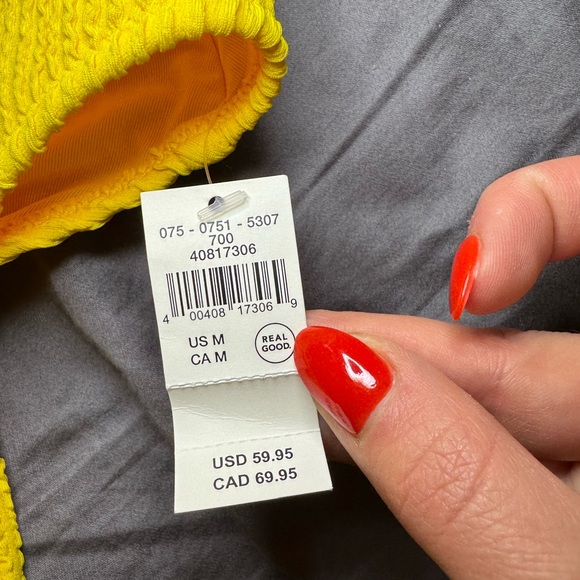 075 - 0751 - 5307
700
40817306
4 00408 17306 9
US M
CA M
REAL
GOOD.
USD 59.95
CAD 69.95